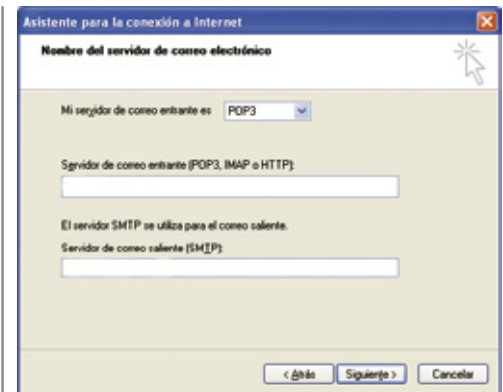 Asistente para la conexión a Internet
Nombre del servidor de correo electrónico
Mi servidor de correo entrante es POP3
Servidor de correo entrante (POP3, IMAP o HTTP):
El servidor SMTP se utiliza para el correo saliente.
Servidor de correo saliente (SMTP):
< Atrás Siguiente > Cancelar